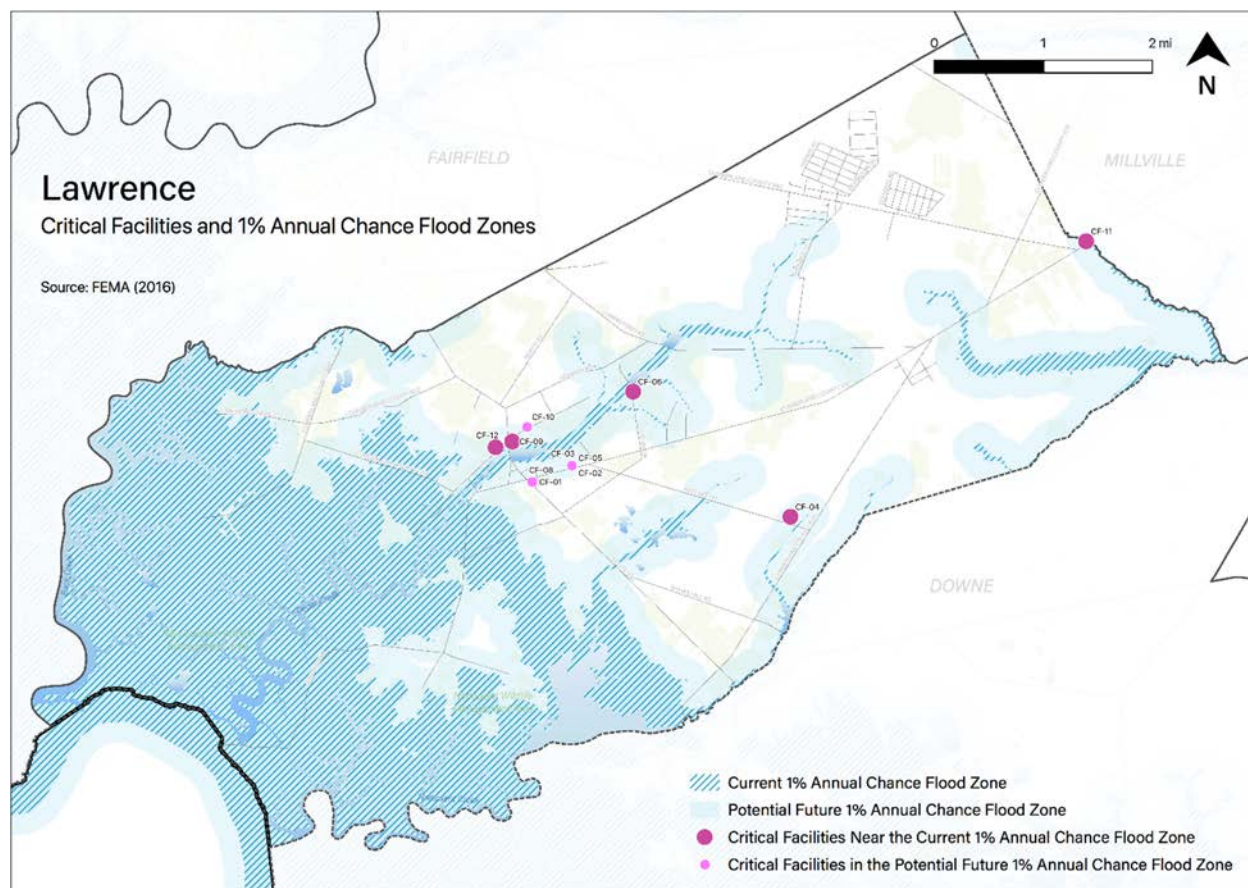 0 1 2 mi
N
FAIRFIELD
MILLVILLE
Lawrence
Critical Facilities and 1% Annual Chance Flood Zones
Source: FEMA (2016)
CF-11
CF-06
CF-10
CF-12
CF-09
CF-03
CF-05
CF-08
CF-02
CF-01
CF-04
DOWNE
Current 1% Annual Chance Flood Zone
Potential Future 1% Annual Chance Flood Zone
Critical Facilities Near the Current 1% Annual Chance Flood Zone
Critical Facilities in the Potential Future 1% Annual Chance Flood Zone